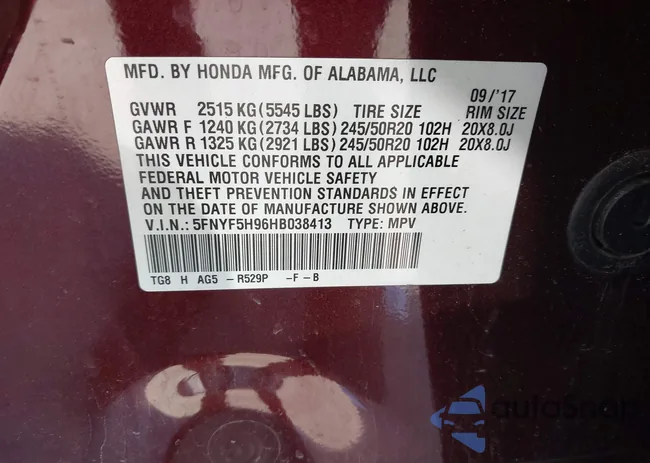 MFD. BY HONDA MFG. OF ALABAMA, LLC
09/'17
GVWR 2515 KG (5545 LBS) TIRE SIZE RIM SIZE
GAWR F 1240 KG (2734 LBS) 245/50R20 102H 20X8.0J
GAWR R 1325 KG (2921 LBS) 245/50R20 102H 20X8.0J
THIS VEHICLE CONFORMS TO ALL APPLICABLE
FEDERAL MOTOR VEHICLE SAFETY
AND THEFT PREVENTION STANDARDS IN EFFECT
ON THE DATE OF MANUFACTURE SHOWN ABOVE.
V.I.N.: 5FNYF5H96HB038413 TYPE: MPV
TG8 H AG5 -R529P -F-B
autoSnap